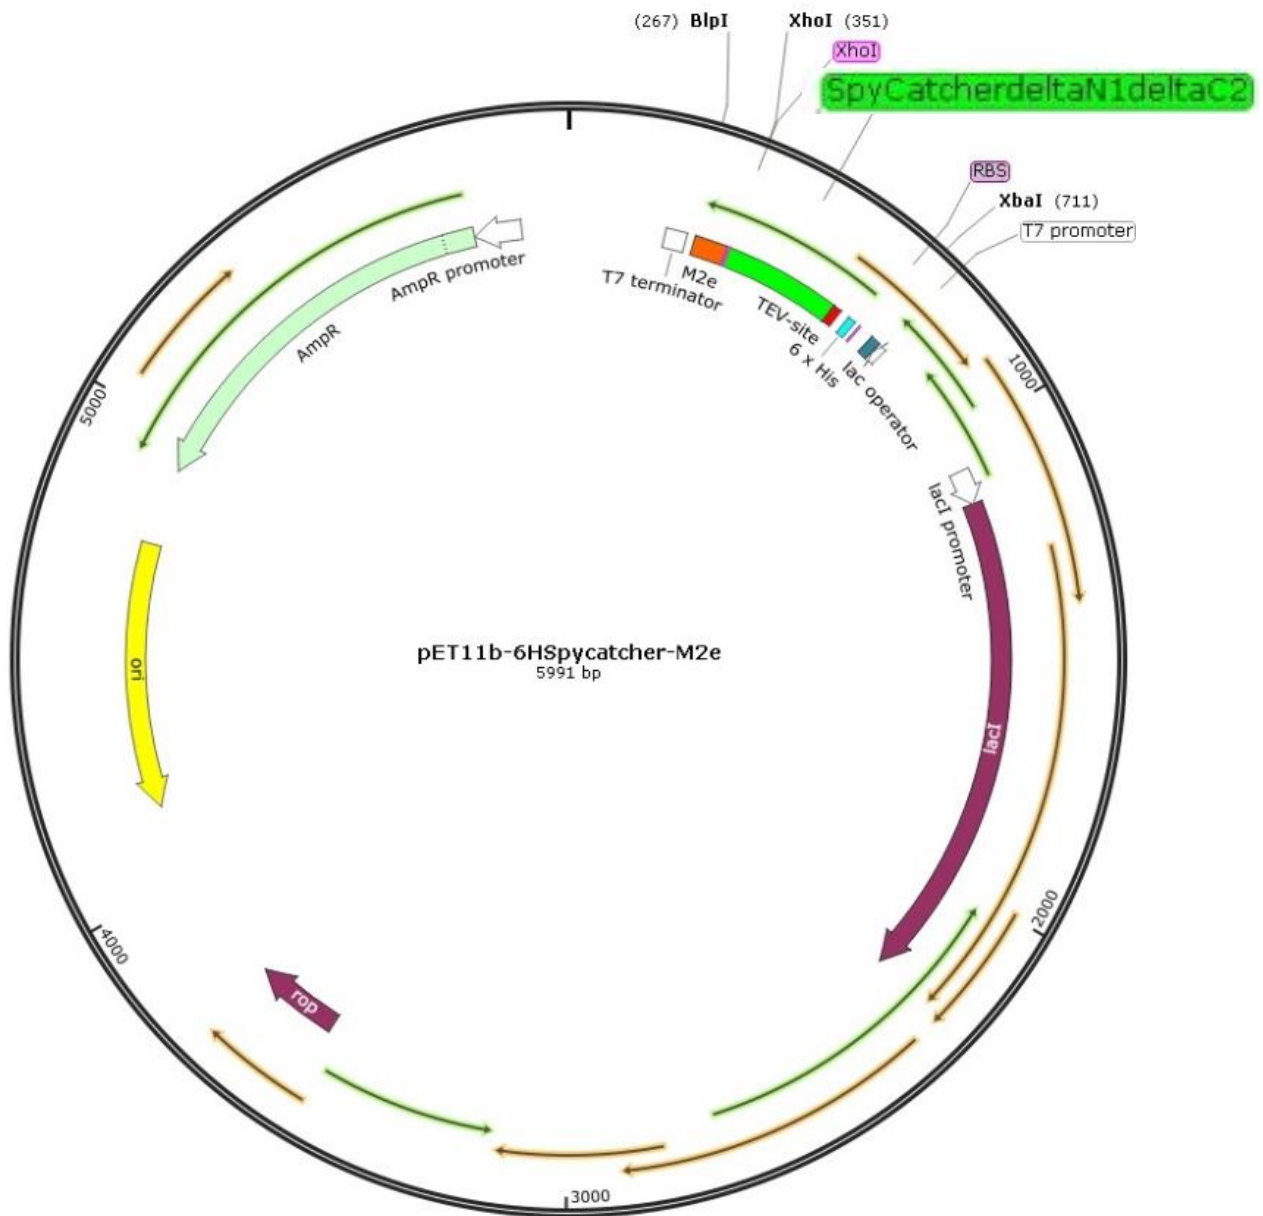 (267) BlpI
XhoI (351)
XhoI
SpyCatcherdeltaN1deltaC2
RBS
XbaI (711)
T7 promoter
AmpR promoter
AmpR
T7 terminator
M2e
TEV-site
6 x His
lac operator
1000
lacI promoter
lacI
5000
ori
pET11b-6HSpycatcher-M2e
5991 bp
2000
4000
rop
3000